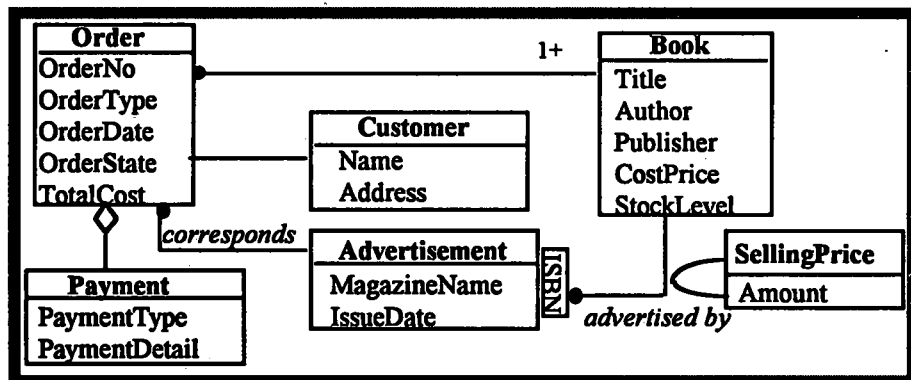 Order
OrderNo
OrderType
OrderDate
OrderState
TotalCost
1+
Book
Title
Author
Publisher
CostPrice
StockLevel
Customer
Name
Address
corresponds
Advertisement
MagazineName
IssueDate
ISBN
advertised by
SellingPrice
Amount
Payment
PaymentType
PaymentDetail